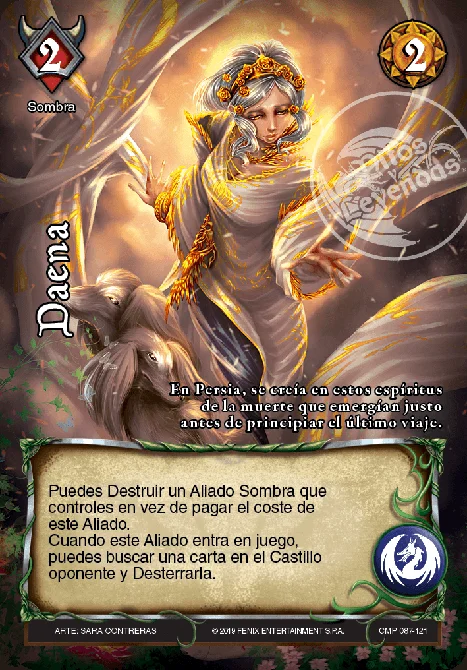 2
2
Sombra
Mitos
Leyendas
Daena
En Persia, se creía en estos espíritus
de la muerte que emergían justo
antes de principiar el último viaje.
Puedes Destruir un Aliado Sombra que
controles en vez de pagar el coste de
este Aliado.
Cuando este Aliado entra en juego,
puedes buscar una carta en el Castillo
oponente y Desterrarla.
ARTE: SARA CONTRERAS
© 2019 FENIX ENTERTAINMENT S.P.A.
CMP 087-121